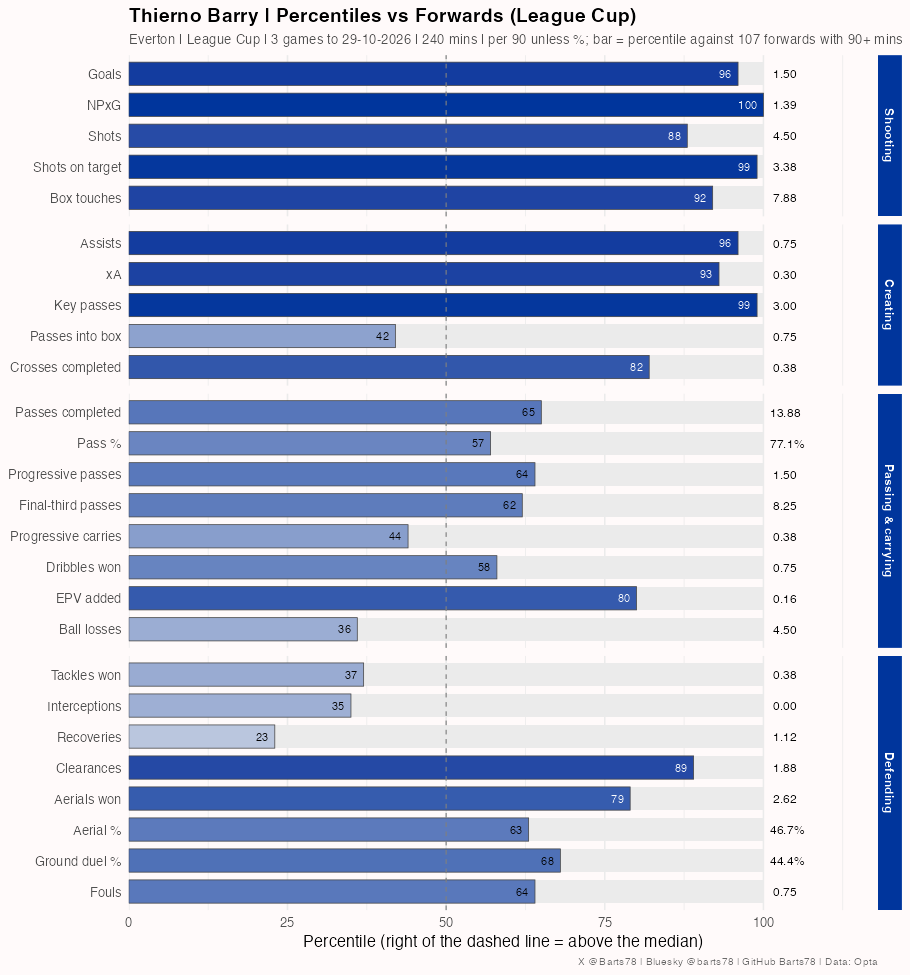 Thierno Barry | Percentiles vs Forwards (League Cup)
Everton | League Cup | 3 games to 29-10-2026 | 240 mins | per 90 unless %; bar = percentile against 107 forwards with 90+ mins
Goals 96 1.50
NPxG 100 1.39
Shots 88 4.50
Shots on target 99 3.38
Box touches 92 7.88
Shooting
Assists 96 0.75
xA 93 0.30
Key passes 99 3.00
Passes into box 42 0.75
Crosses completed 82 0.38
Creating
Passes completed 65 13.88
Pass % 57 77.1%
Progressive passes 64 1.50
Final-third passes 62 8.25
Progressive carries 44 0.38
Dribbles won 58 0.75
EPV added 80 0.16
Ball losses 36 4.50
Passing & carrying
Tackles won 37 0.38
Interceptions 35 0.00
Recoveries 23 1.12
Clearances 89 1.88
Aerials won 79 2.62
Aerial % 63 46.7%
Ground duel % 68 44.4%
Fouls 64 0.75
Defending
0 25 50 75 100
Percentile (right of the dashed line = above the median)
X @Barts78 | Bluesky @barts78 | GitHub Barts78 | Data: Opta